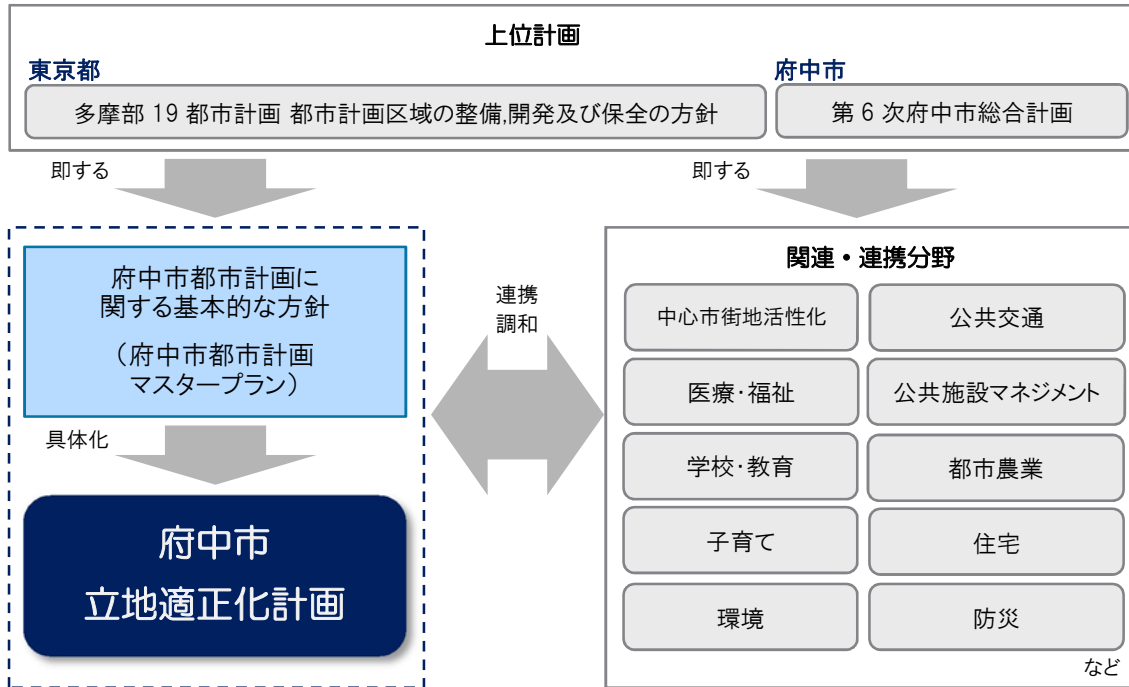 上位計画
東京都
府中市
多摩部 19 都市計画 都市計画区域の整備,開発及び保全の方針
第 6 次府中市総合計画
即する
即する
府中市都市計画に
関する基本的な方針
（府中市都市計画
マスタープラン）
具体化
府中市
立地適正化計画
連携
調和
関連・連携分野
中心市街地活性化
公共交通
医療･福祉
公共施設マネジメント
学校･教育
都市農業
子育て
住宅
環境
防災
など